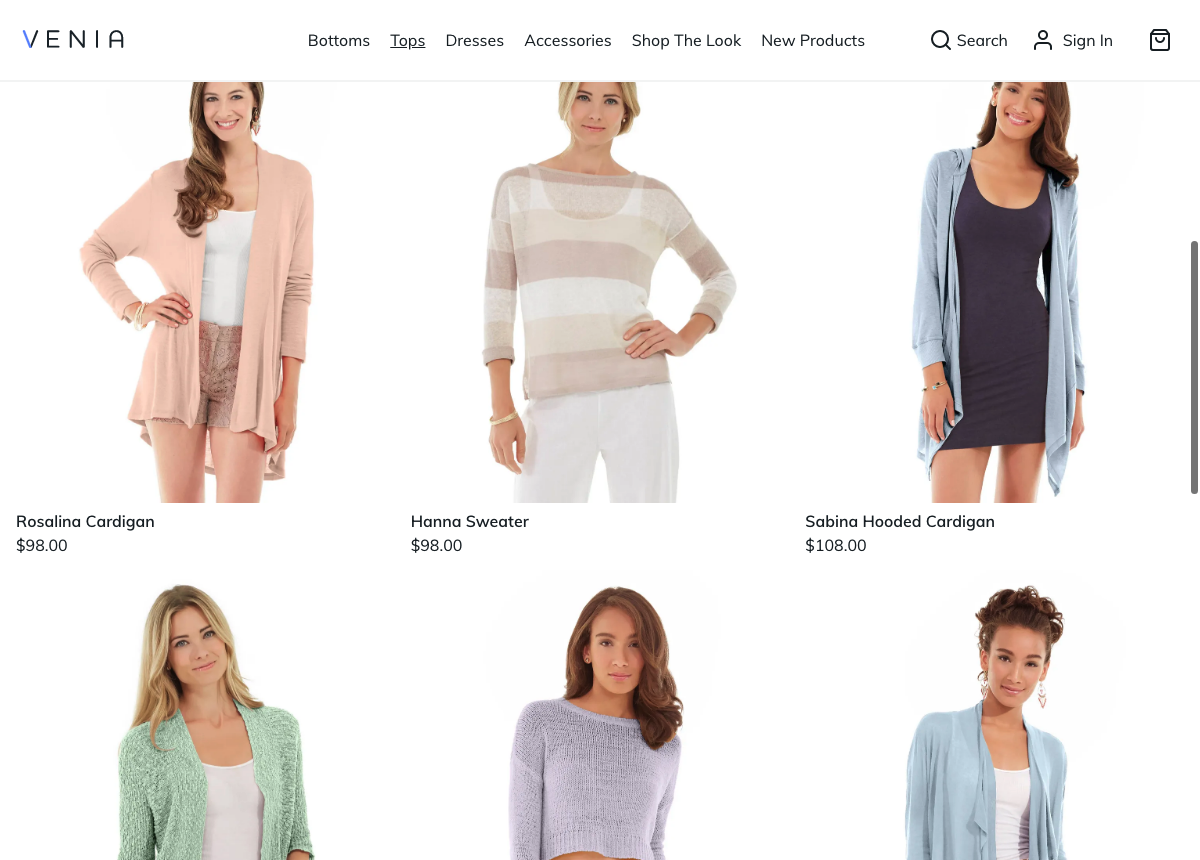 VENIA
Bottoms
Tops
Dresses
Accessories
Shop The Look
New Products
Search
Sign In
Rosalina Cardigan
$98.00
Hanna Sweater
$98.00
Sabina Hooded Cardigan
$108.00